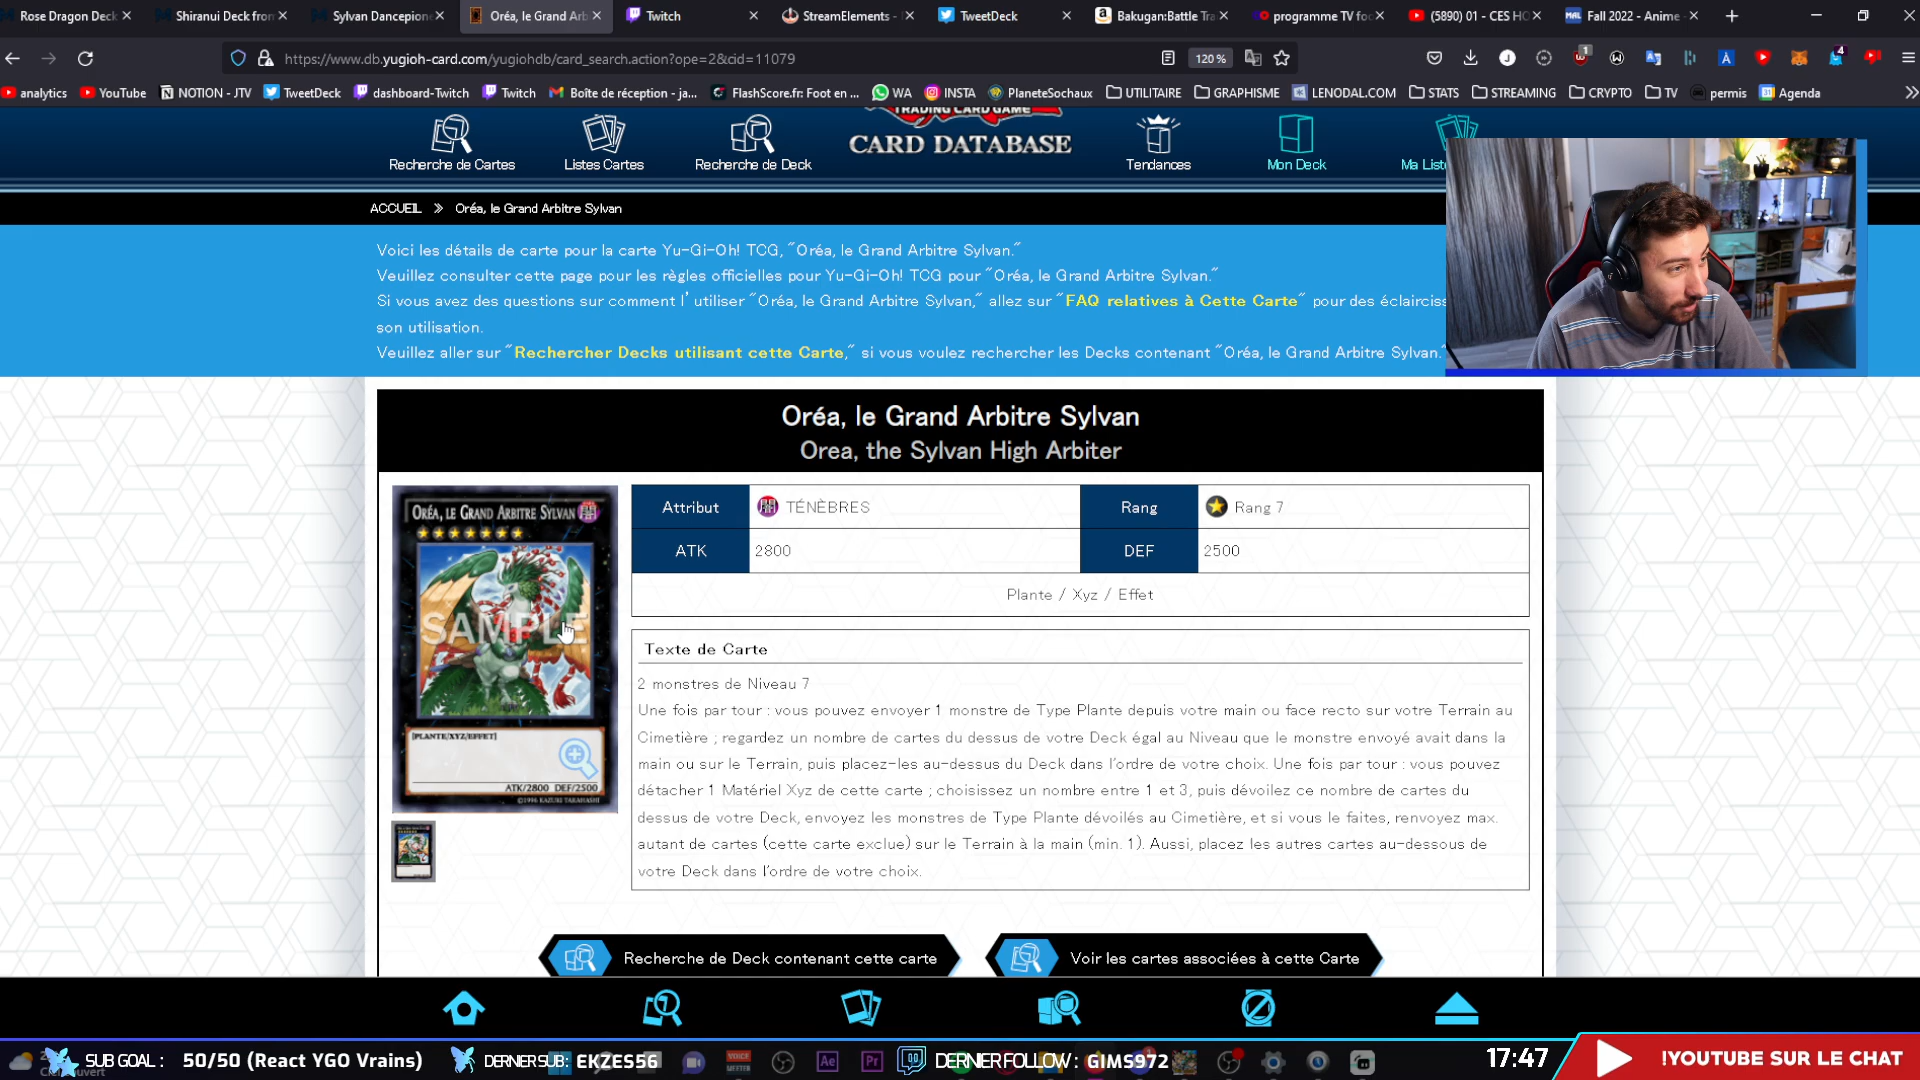 Rose Dragon Deck
Shiranui Deck from
Sylvan Dancepione
Oréa, le Grand Arb
Twitch
StreamElements -
TweetDeck
Bakugan:Battle Tra
programme TV foo
(5890) 01 - CES HO
MAL Fall 2022 - Anime -
https://www.db.yugioh-card.com/yugiohdb/card_search.action?ope=2&cid=11079
120 %
1
4
analytics
YouTube
NOTION - JTV
TweetDeck
dashboard-Twitch
Twitch
Boîte de réception - ja...
FlashScore.fr: Foot en ...
WA
INSTA
PlaneteSochaux
UTILITAIRE
GRAPHISME
LENODAL.COM
STATS
STREAMING
CRYPTO
TV
permis
Agenda
TRADING CARD GAME
CARD DATABASE
Recherche de Cartes
Listes Cartes
Recherche de Deck
Tendances
Mon Deck
Ma Liste
ACCUEIL » Oréa, le Grand Arbitre Sylvan
Voici les détails de carte pour la carte Yu-Gi-Oh! TCG, "Oréa, le Grand Arbitre Sylvan."
Veuillez consulter cette page pour les règles officielles pour Yu-Gi-Oh! TCG pour "Oréa, le Grand Arbitre Sylvan."
Si vous avez des questions sur comment l'utiliser "Oréa, le Grand Arbitre Sylvan," allez sur "FAQ relatives à Cette Carte" pour des éclairciss
son utilisation.
Veuillez aller sur "Rechercher Decks utilisant cette Carte," si vous voulez rechercher les Decks contenant "Oréa, le Grand Arbitre Sylvan."
Oréa, le Grand Arbitre Sylvan
Orea, the Sylvan High Arbiter
ORÉA, LE GRAND ARBITRE SYLVAN
SAMPLE
[PLANTE/XYZ/EFFET]
ATK/2800 DEF/2500
©1996 KAZUKI TAKAHASHI
Attribut
TÉNÈBRES
Rang
Rang 7
ATK
2800
DEF
2500
Plante / Xyz / Effet
Texte de Carte
2 monstres de Niveau 7
Une fois par tour : vous pouvez envoyer 1 monstre de Type Plante depuis votre main ou face recto sur votre Terrain au
Cimetière ; regardez un nombre de cartes du dessus de votre Deck égal au Niveau que le monstre envoyé avait dans la
main ou sur le Terrain, puis placez-les au-dessus du Deck dans l'ordre de votre choix. Une fois par tour : vous pouvez
détacher 1 Matériel Xyz de cette carte ; choisissez un nombre entre 1 et 3, puis dévoilez ce nombre de cartes du
dessus de votre Deck, envoyez les monstres de Type Plante dévoilés au Cimetière, et si vous le faites, renvoyez max.
autant de cartes (cette carte exclue) sur le Terrain à la main (min. 1). Aussi, placez les autres cartes au-dessous de
votre Deck dans l'ordre de votre choix.
Recherche de Deck contenant cette carte
Voir les cartes associées à cette Carte
SUB GOAL : 50/50 (React YGO Vrains)
DERNIER SUB : EKZES56
Ae
Pr
DERNIER FOLLOW : GIMS972
17:47
!YOUTUBE SUR LE CHAT